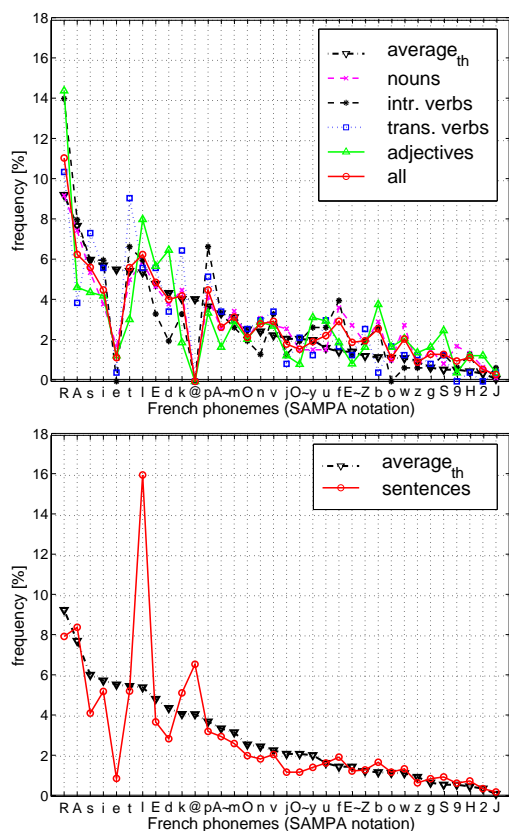 18
16
14
12
10
8
6
4
2
0
frequency [%]
average_th
nouns
intr. verbs
trans. verbs
adjectives
all
R A s i e t l E d k @ p A~ m O n v j O~ y u f E~ Z b o w z g S 9 H 2 J
French phonemes (SAMPA notation)
18
16
14
12
10
8
6
4
2
0
frequency [%]
average_th
sentences
R A s i e t l E d k @ p A~ m O n v j O~ y u f E~ Z b o w z g S 9 H 2 J
French phonemes (SAMPA notation)